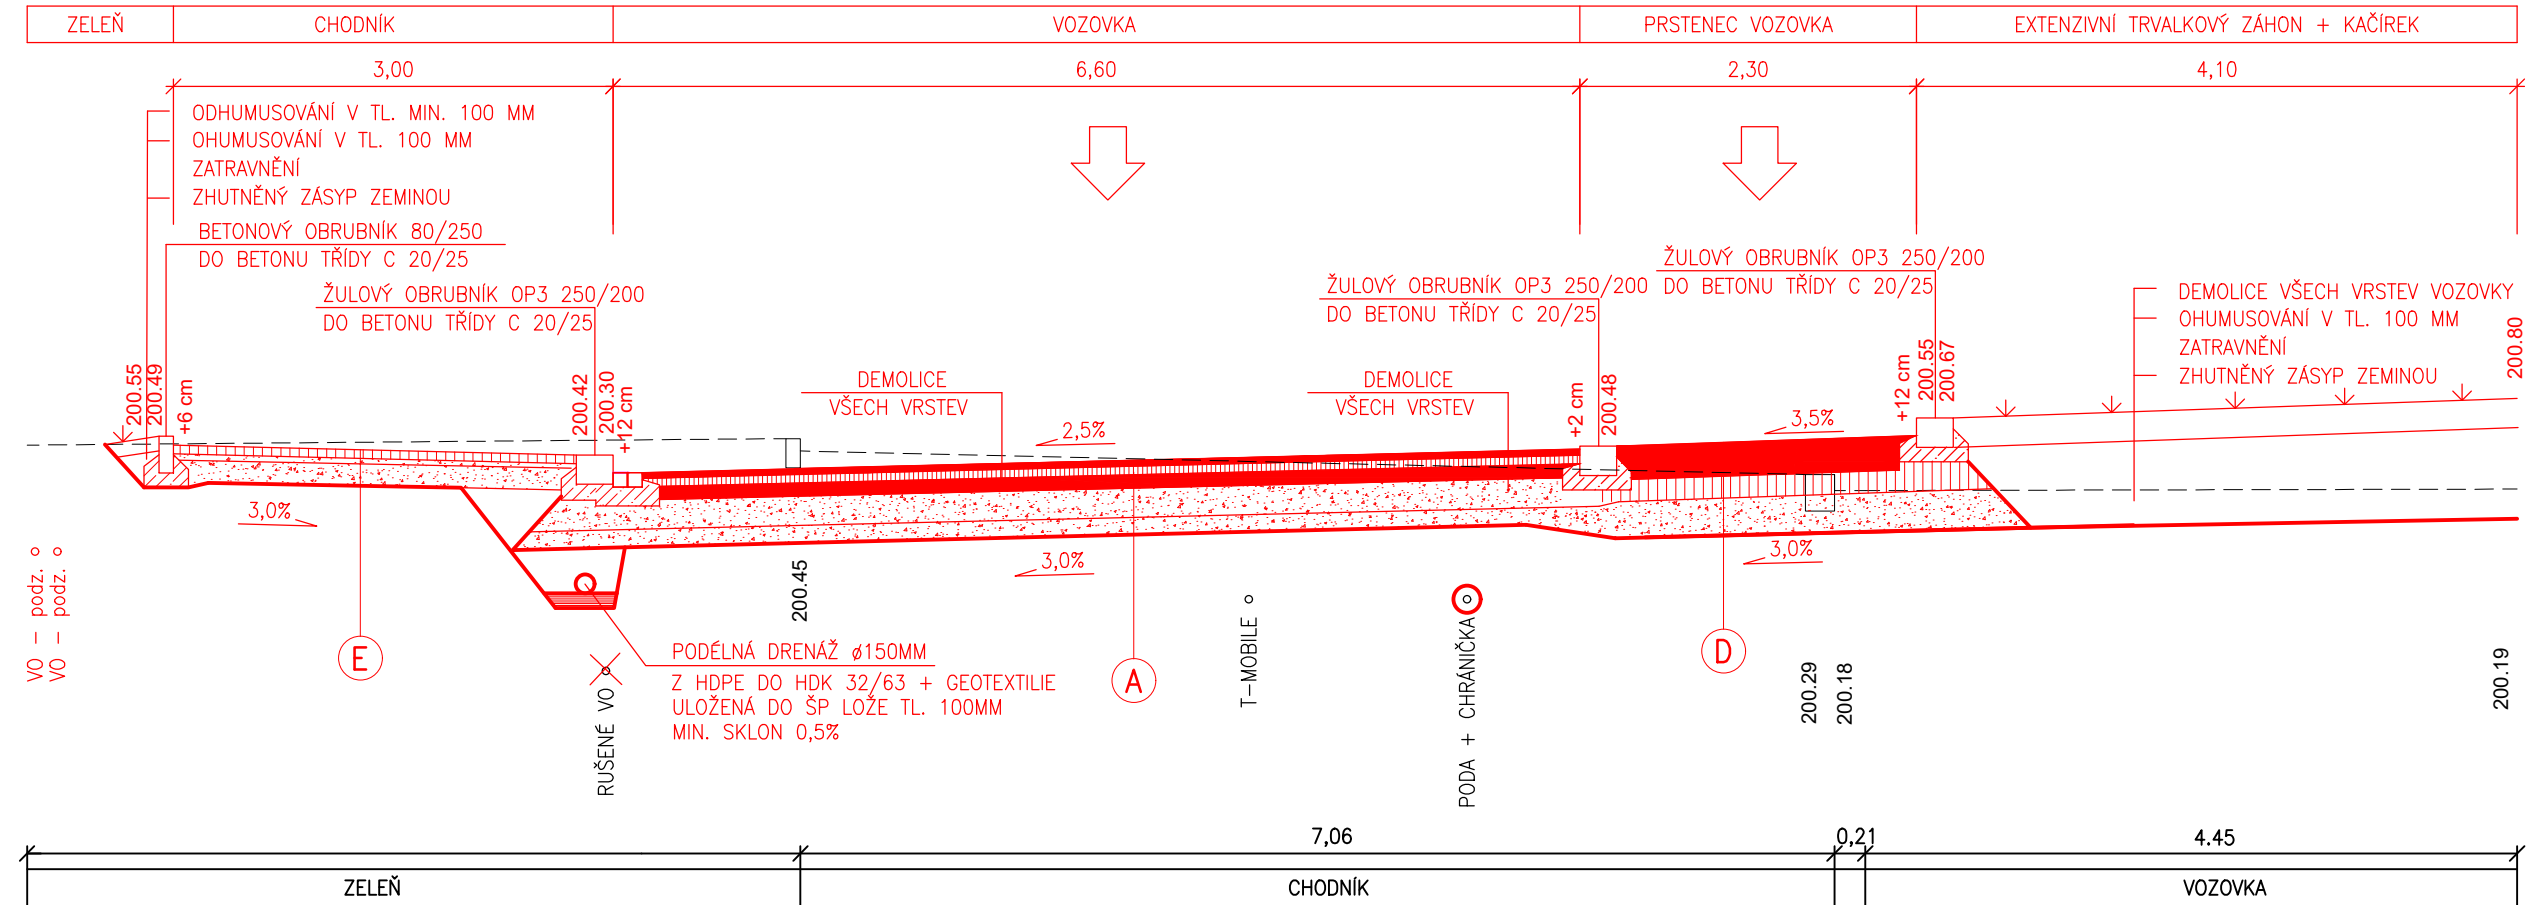 ZELEŇ
CHODNÍK
VOZOVKA
PRSTENEC VOZOVKA
EXTENZIVNÍ TRVALKOVÝ ZÁHON + KAČÍREK
3,00
6,60
2,30
4,10
ODHUMUSOVÁNÍ V TL. MIN. 100 MM
OHUMUSOVÁNÍ V TL. 100 MM
ZATRAVNĚNÍ
ZHUTNĚNÝ ZÁSYP ZEMINOU
BETONOVÝ OBRUBNÍK 80/250
DO BETONU TŘÍDY C 20/25
ŽULOVÝ OBRUBNÍK OP3 250/200
DO BETONU TŘÍDY C 20/25
ŽULOVÝ OBRUBNÍK OP3 250/200
DO BETONU TŘÍDY C 20/25
ŽULOVÝ OBRUBNÍK OP3 250/200
DO BETONU TŘÍDY C 20/25
DEMOLICE VŠECH VRSTEV VOZOVKY
OHUMUSOVÁNÍ V TL. 100 MM
ZATRAVNĚNÍ
ZHUTNĚNÝ ZÁSYP ZEMINOU
200.55
200.49
+6 cm
200.42
200.30
+12 cm
DEMOLICE
VŠECH VRSTEV
DEMOLICE
VŠECH VRSTEV
+2 cm
200.48
+12 cm
200.55
200.67
200.80
2,5%
3,5%
3,0%
3,0%
3,0%
VO - podz.
VO - podz.
E
A
D
PODÉLNÁ DRENÁŽ ø150MM
Z HDPE DO HDK 32/63 + GEOTEXTILIE
ULOŽENÁ DO ŠP LOŽE TL. 100MM
MIN. SKLON 0,5%
RUŠENÉ VO
200.45
T-MOBILE
PODA + CHRÁNIČKA
200.29
200.18
200.19
7,06
0,21
4.45
ZELEŇ
CHODNÍK
VOZOVKA